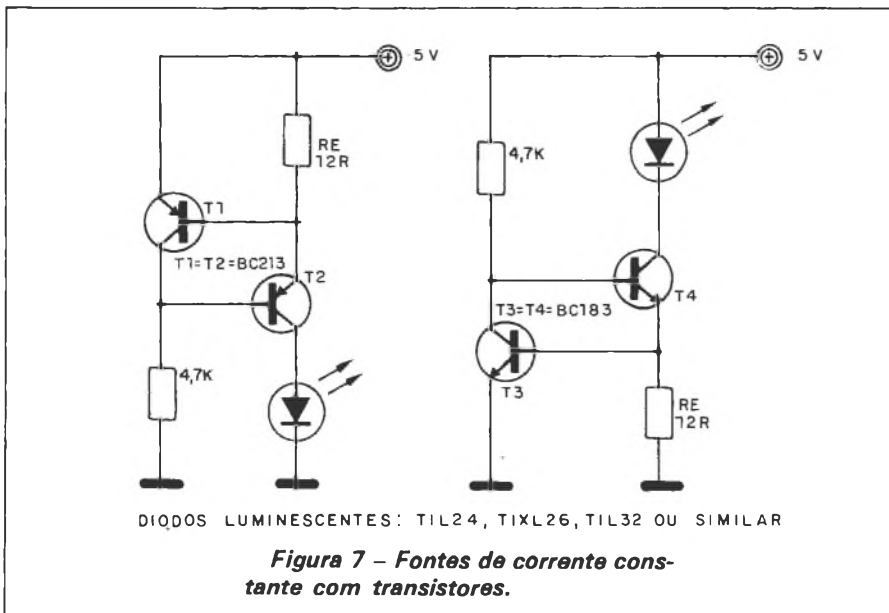 5 V
RE
12R
T1
T1=T2=BC213
T2
4,7K
5 V
4,7K
T4
T3=T4=BC183
T3
RE
12R
DIODOS LUMINESCENTES: TIL24, TIXL26, TIL32 OU SIMILAR
Figura 7 – Fontes de corrente cons-
tante com transistores.